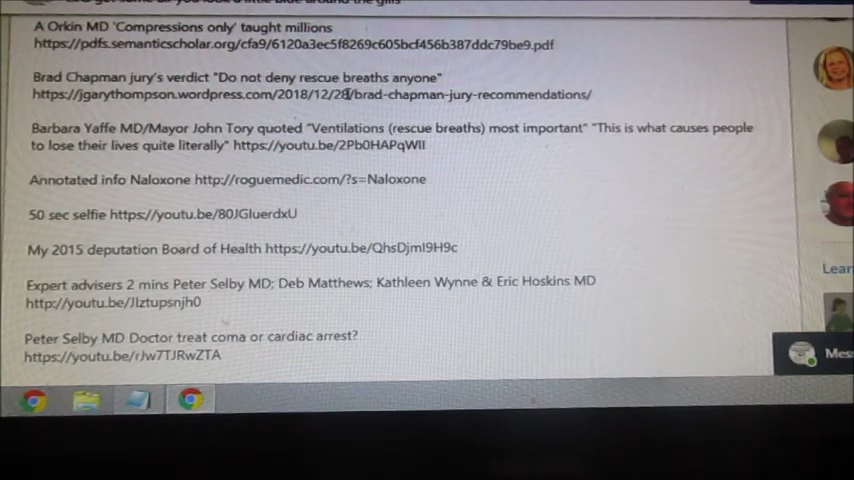 A Orkin MD 'Compressions only' taught millions
https://pdfs.semanticscholar.org/cfa9/6120a3ec5f8269c605bcf456b387ddc79be9.pdf
Brad Chapman jury's verdict "Do not deny rescue breaths anyone"
https://jgarythompson.wordpress.com/2018/12/28/brad-chapman-jury-recommendations/
Barbara Yaffe MD/Mayor John Tory quoted "Ventilations (rescue breaths) most important" "This is what causes people
to lose their lives quite literally" https://youtu.be/2Pb0HAPqWII
Annotated info Naloxone http://roguemedic.com/?s=Naloxone
50 sec selfie https://youtu.be/80JGIuerdxU
My 2015 deputation Board of Health https://youtu.be/QhsDjmI9H9c
Expert advisers 2 mins Peter Selby MD; Deb Matthews; Kathleen Wynne & Eric Hoskins MD
http://youtu.be/JIztupsnjh0
Lear
Peter Selby MD Doctor treat coma or cardiac arrest?
https://youtu.be/rJw7TJRwZTA
Mes